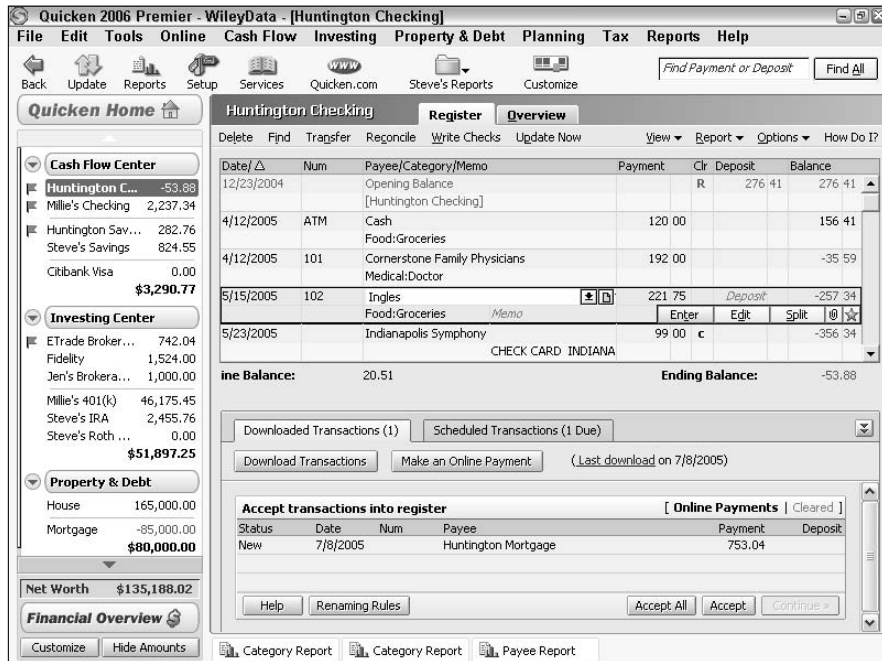 Quicken 2006 Premier - WileyData - [Huntington Checking]
File Edit Tools Online Cash Flow Investing Property & Debt Planning Tax Reports Help
Back Update Reports Setup Services Quicken.com Steve's Reports Customize
www
Find Payment or Deposit Find All
Quicken Home
Cash Flow Center
Huntington C... -53.88
Millie's Checking 2,237.34
Huntington Sav... 282.76
Steve's Savings 824.55
Citibank Visa 0.00
$3,290.77
Investing Center
ETrade Broker... 742.04
Fidelity 1,524.00
Jen's Brokera... 1,000.00
Millie's 401(k) 46,175.45
Steve's IRA 2,455.76
Steve's Roth ... 0.00
$51,897.25
Property & Debt
House 165,000.00
Mortgage -85,000.00
$80,000.00
Net Worth $135,188.02
Financial Overview
Customize Hide Amounts
Huntington Checking Register Overview
Delete Find Transfer Reconcile Write Checks Update Now View Report Options How Do I?
Date/ Num Payee/Category/Memo Payment Clr Deposit Balance
12/23/2004 Opening Balance R 276 41 276 41
[Huntington Checking]
4/12/2005 ATM Cash 120 00 156 41
Food:Groceries
4/12/2005 101 Cornerstone Family Physicians 192 00 -35 59
Medical:Doctor
5/15/2005 102 Ingles 221 75 Deposit -257 34
Food:Groceries Memo Enter Edit Split
5/23/2005 Indianapolis Symphony 99 00 c -356 34
CHECK CARD INDIANA
ine Balance: 20.51 Ending Balance: -53.88
Downloaded Transactions (1) Scheduled Transactions (1 Due)
Download Transactions Make an Online Payment (Last download on 7/8/2005)
Accept transactions into register [ Online Payments | Cleared ]
Status Date Num Payee Payment Deposit
New 7/8/2005 Huntington Mortgage 753.04
Help Renaming Rules Accept All Accept Continue »
Category Report Category Report Payee Report